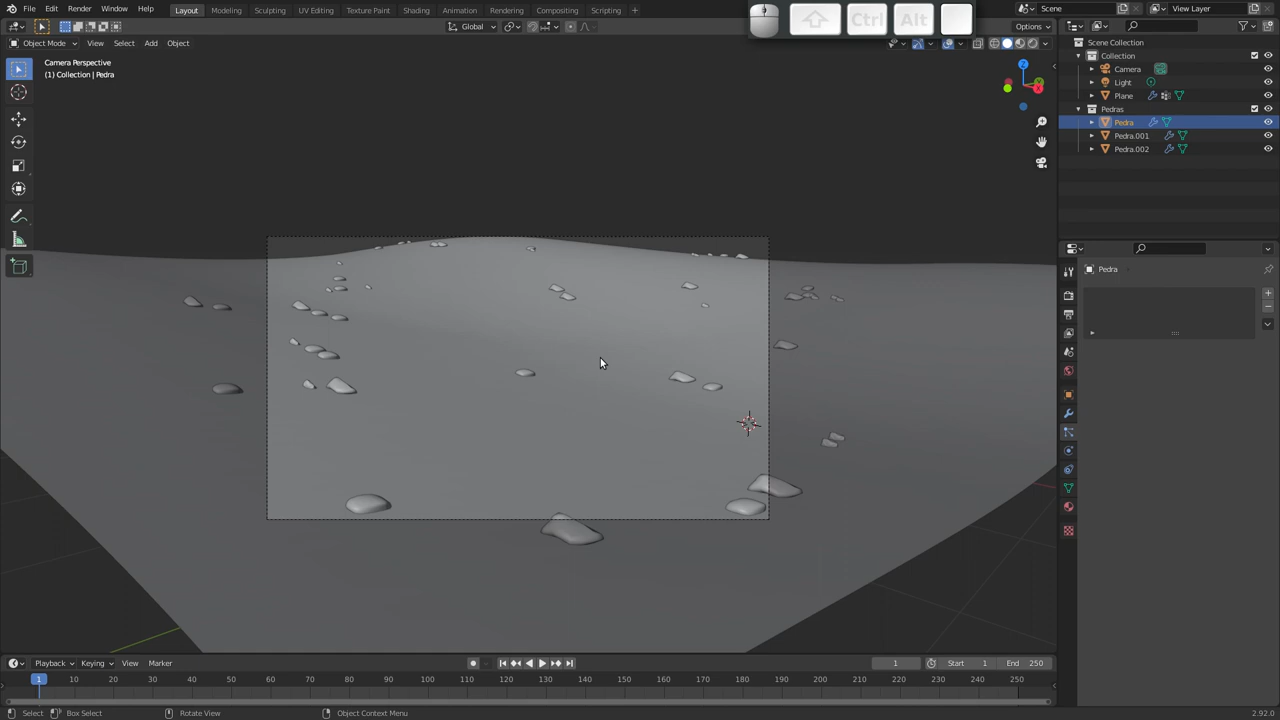 File Edit Render Window Help Layout Modeling Sculpting UV Editing Texture Paint Shading Animation Rendering Compositing Scripting + Ctrl Alt Scene View Layer
Global Options
Object Mode View Select Add Object
Camera Perspective
(1) Collection | Pedra
Z
Y
X
Scene Collection
Collection
Camera
Light
Plane
Pedras
Pedra
Pedra.001
Pedra.002
Pedra
Playback Keying View Marker 1 Start 1 End 250
1 10 20 30 40 50 60 70 80 90 100 110 120 130 140 150 160 170 180 190 200 210 220 230 240 250
Select Box Select Rotate View Object Context Menu 2.92.0